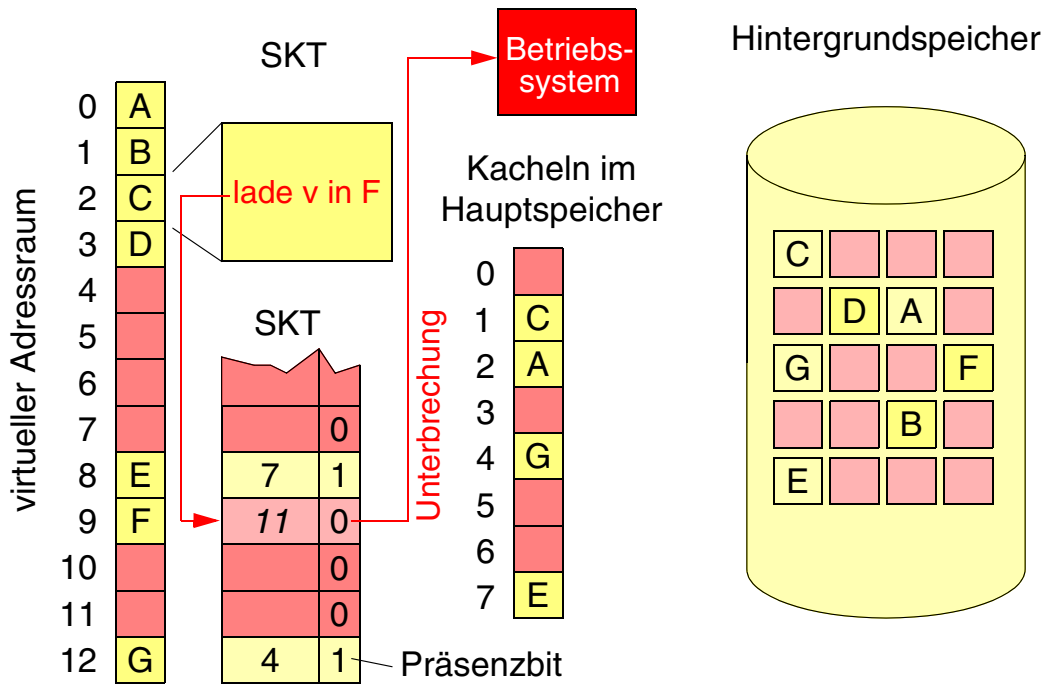 SKT
Betriebs-
system
Hintergrundspeicher
virtueller Adressraum
0 A
1 B
2 C
3 D
4
5
6
7
8 E
9 F
10
11
12 G
lade v in F
SKT
0
7 1
11 0
0
0
4 1
Präsenzbit
Unterbrechung
Kacheln im
Hauptspeicher
0
1 C
2 A
3
4 G
5
6
7 E
C
D A
G F
B
E